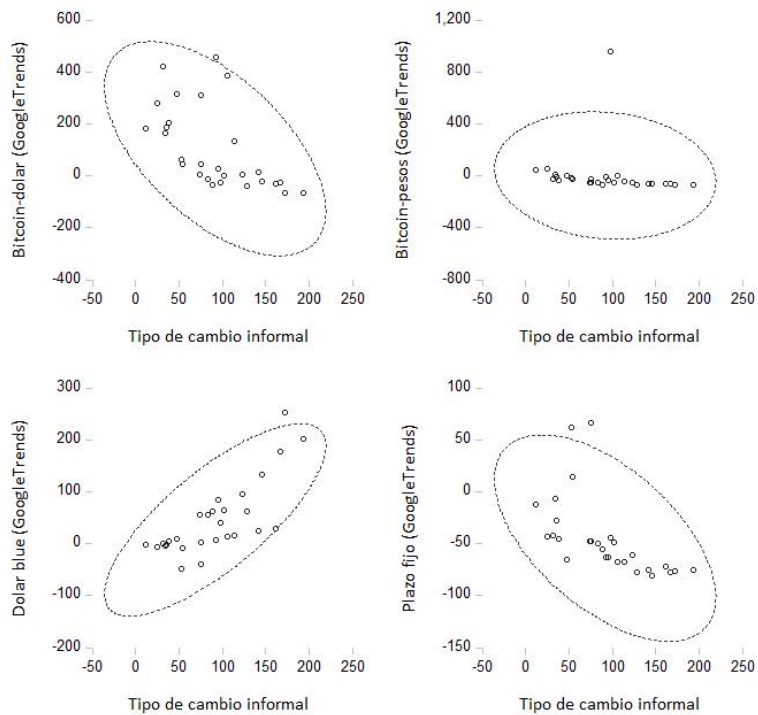 Bitcoin-dolar (GoogleTrends)
600
400
200
0
-200
-400
-50 0 50 100 150 200 250
Tipo de cambio informal
Bitcoin-pesos (GoogleTrends)
1,200
800
400
0
-400
-800
-50 0 50 100 150 200 250
Tipo de cambio informal
Dolar blue (GoogleTrends)
300
200
100
0
-100
-200
-50 0 50 100 150 200 250
Tipo de cambio informal
Plazo fijo (GoogleTrends)
100
50
0
-50
-100
-150
-50 0 50 100 150 200 250
Tipo de cambio informal